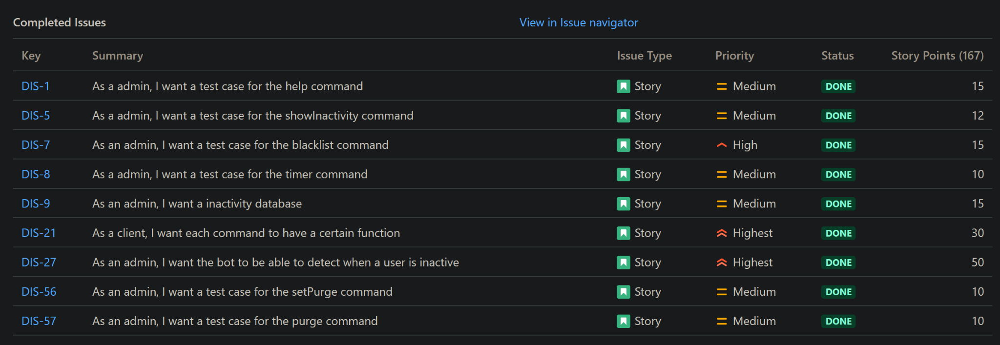 Completed Issues View in Issue navigator
Key Summary Issue Type Priority Status Story Points (167)
DIS-1 As a admin, I want a test case for the help command Story Medium DONE 15
DIS-5 As a admin, I want a test case for the showInactivity command Story Medium DONE 12
DIS-7 As an admin, I want a test case for the blacklist command Story High DONE 15
DIS-8 As a admin, I want a test case for the timer command Story Medium DONE 10
DIS-9 As an admin, I want a inactivity database Story Medium DONE 15
DIS-21 As a client, I want each command to have a certain function Story Highest DONE 30
DIS-27 As an admin, I want the bot to be able to detect when a user is inactive Story Highest DONE 50
DIS-56 As an admin, I want a test case for the setPurge command Story Medium DONE 10
DIS-57 As an admin, I want a test case for the purge command Story Medium DONE 10